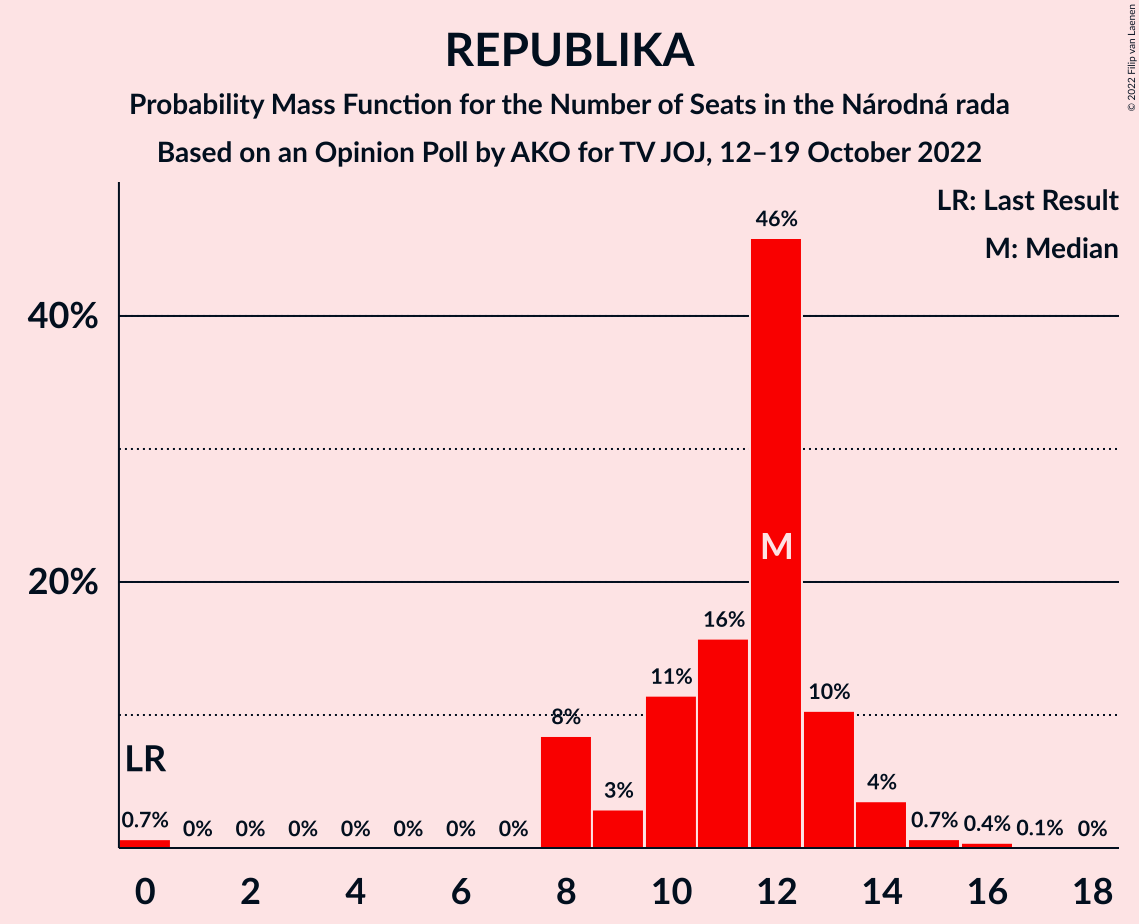 REPUBLIKA
Probability Mass Function for the Number of Seats in the Národná rada
Based on an Opinion Poll by AKO for TV JOJ, 12–19 October 2022
© 2022 Filip van Laenen
LR: Last Result
M: Median
40%
20%
LR
M
0.7% 0% 0% 0% 0% 0% 0% 0% 8% 3% 11% 16% 46% 10% 4% 0.7% 0.4% 0.1% 0%
0 2 4 6 8 10 12 14 16 18